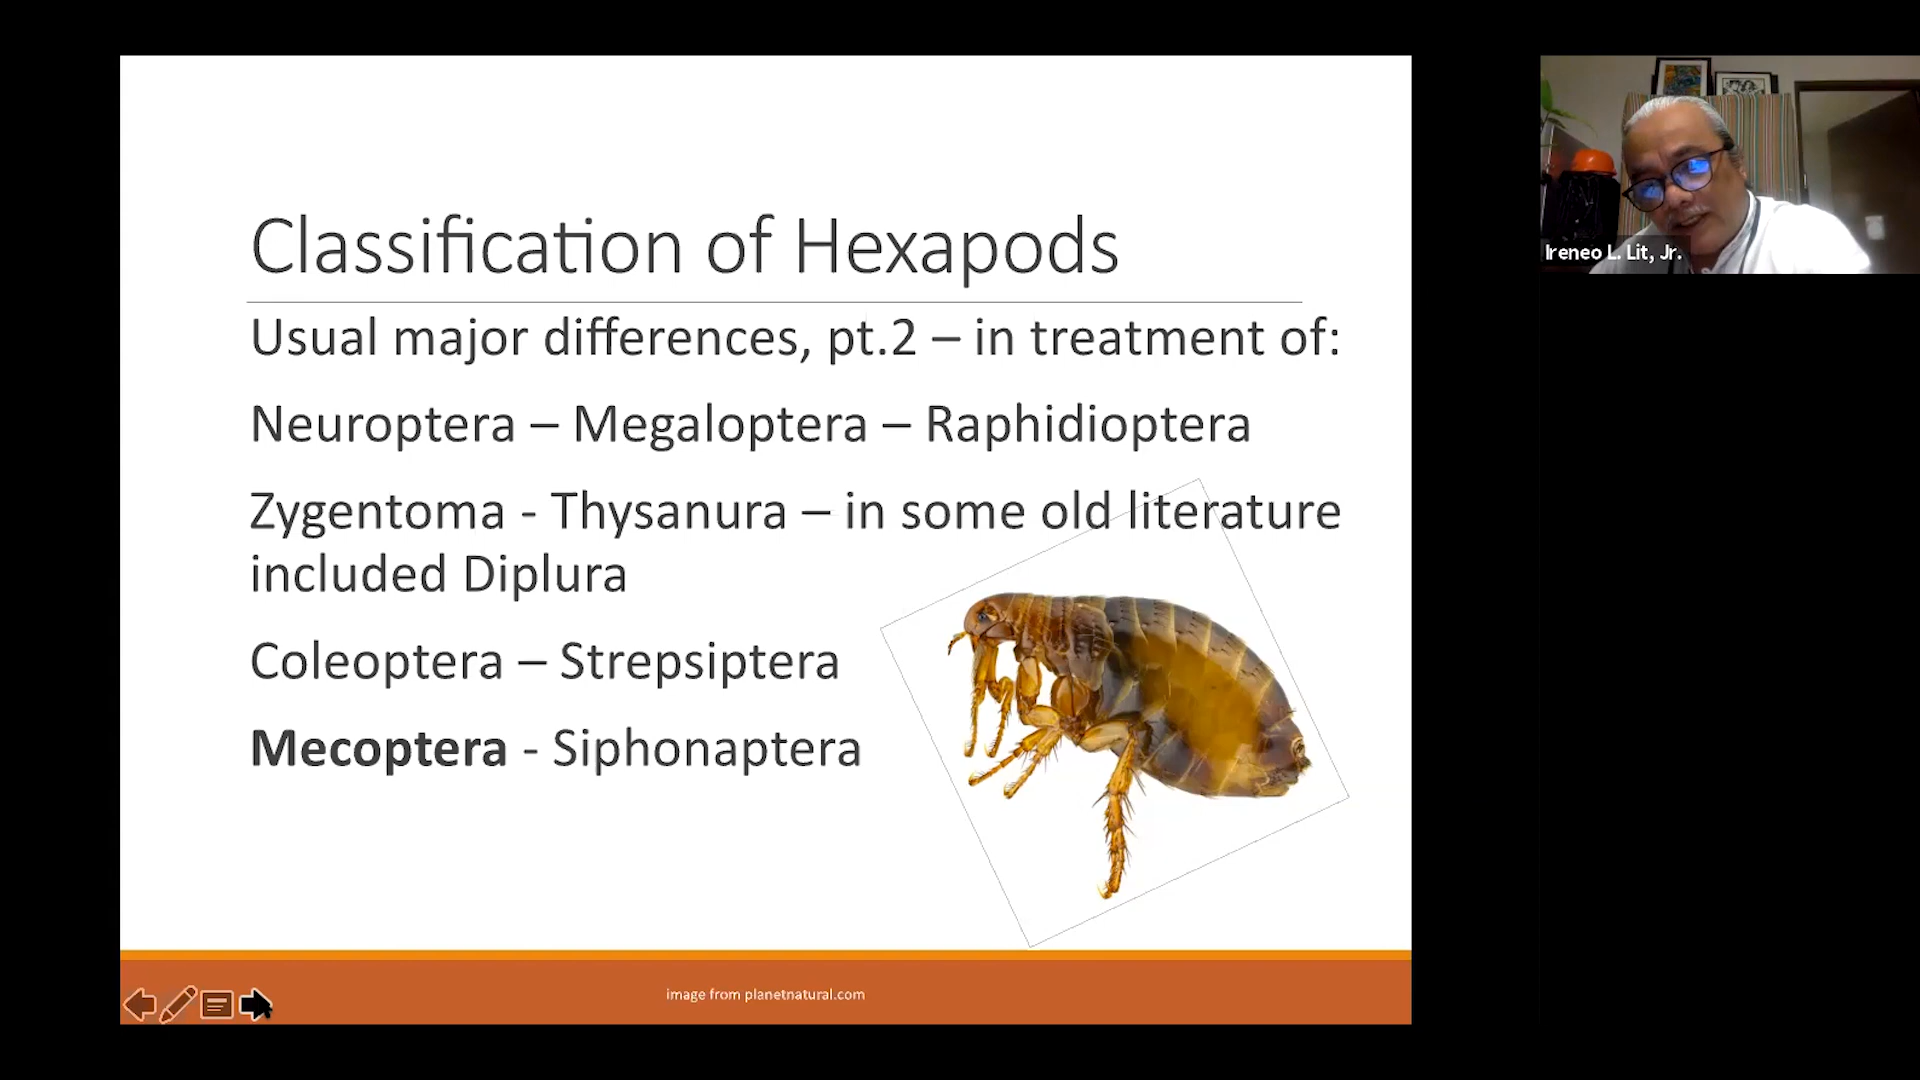 Classification of Hexapods
Usual major differences, pt.2 – in treatment of:
Neuroptera – Megaloptera – Raphidioptera
Zygentoma - Thysanura – in some old literature
included Diplura
Coleoptera – Strepsiptera
Mecoptera - Siphonaptera
image from planetnatural.com
Ireneo L. Lit, Jr.